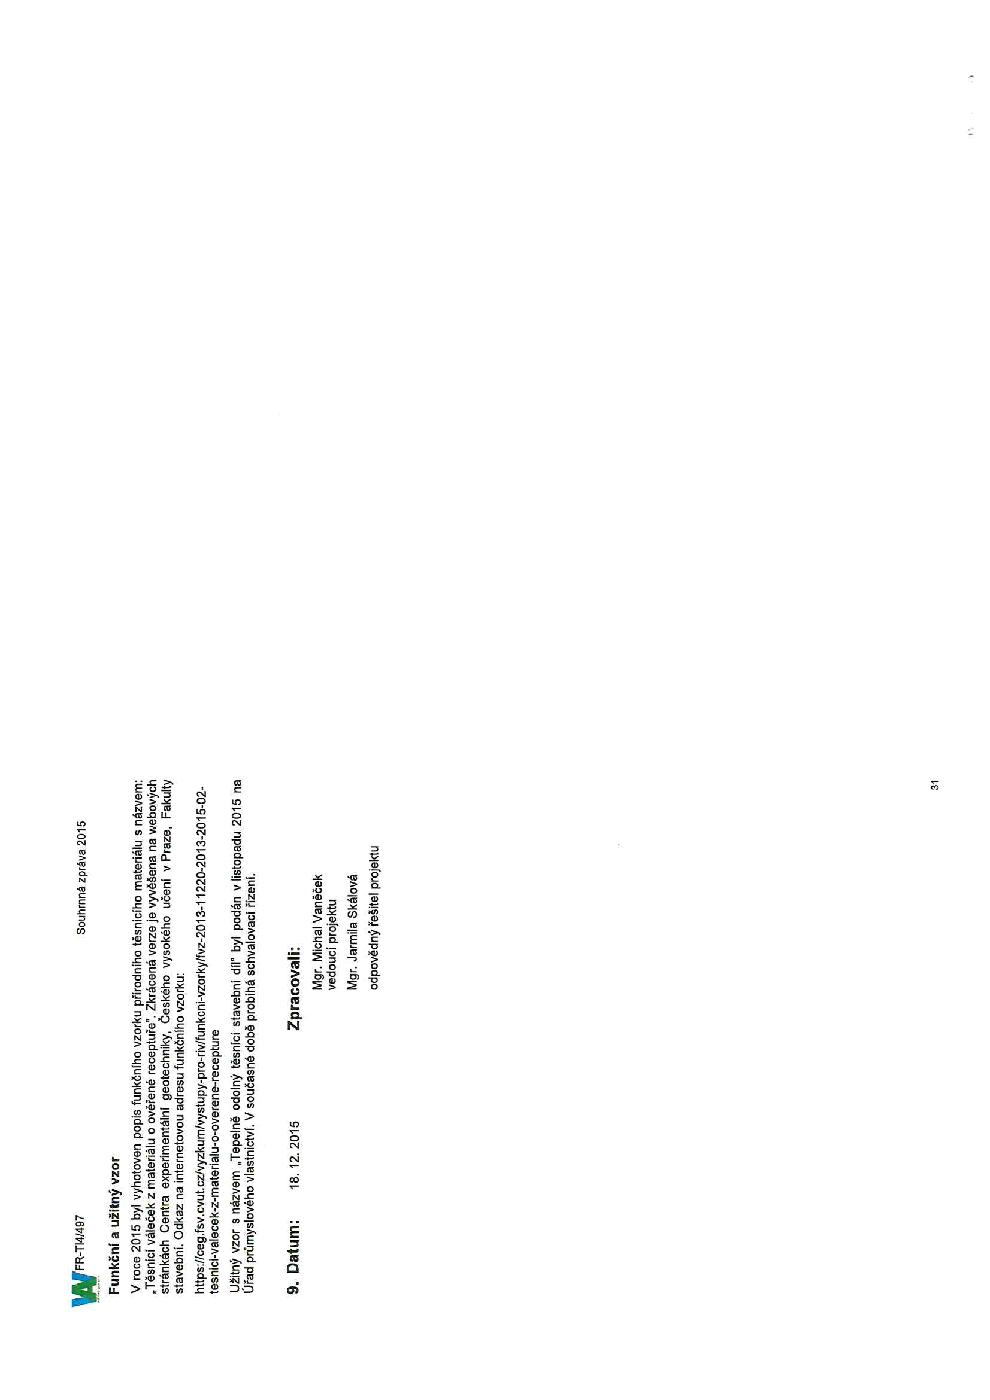 FR-TI4/497 Souhrnná zpráva 2015
Funkční a užitný vzor
V roce 2015 byl vyhotoven popis funkčního vzorku přírodního těsnicího materiálu s názvem:
„Těsnící váleček z materiálu o ověřené receptuře“. Zkrácená verze je vyvěšena na webových
stránkách Centra experimentální geotechniky, Českého vysokého učení v Praze, Fakulty
stavební. Odkaz na internetovou adresu funkčního vzorku:
https://ceg.fsv.cvut.cz/vyzkum/vystupy-pro-riv/funkcni-vzorky/fvz-2013-11220-2013-2015-02-
tesnici-valecek-z-materialu-o-overene-recepture
Užitný vzor s názvem „Tepelně odolný těsnící stavební díl“ byl podán v listopadu 2015 na
Úřad průmyslového vlastnictví. V současné době probíhá schvalovací řízení.
9. Datum: 18. 12. 2015 Zpracovali:
Mgr. Michal Vaněček
vedoucí projektu
Mgr. Jarmila Skálová
odpovědný řešitel projektu
31